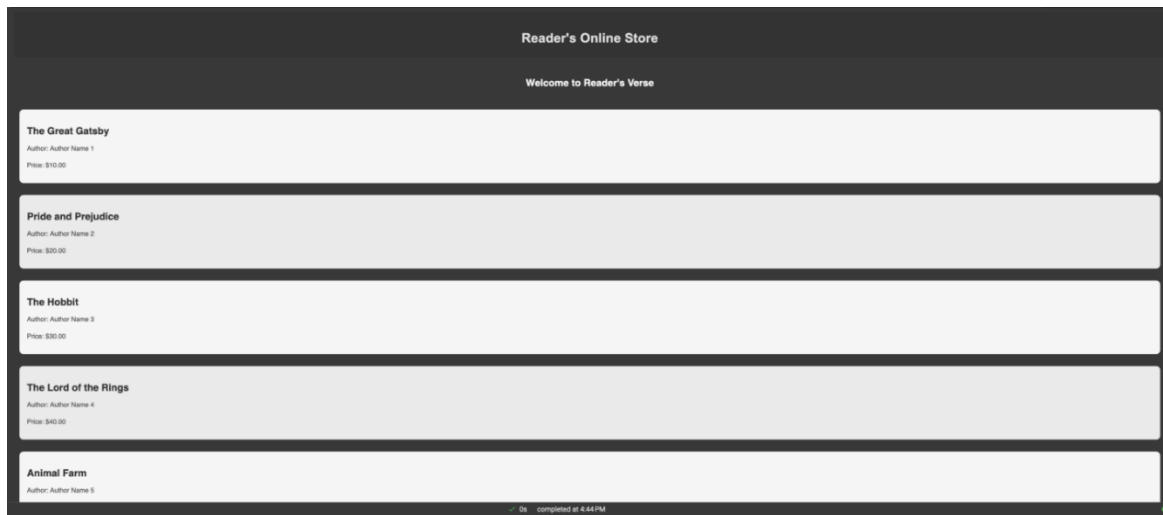 Reader's Online Store
Welcome to Reader's Verse
The Great Gatsby
Author: Author Name 1
Price: $10.00
Pride and Prejudice
Author: Author Name 2
Price: $20.00
The Hobbit
Author: Author Name 3
Price: $30.00
The Lord of the Rings
Author: Author Name 4
Price: $40.00
Animal Farm
Author: Author Name 5
✓ 0s completed at 4:44 PM